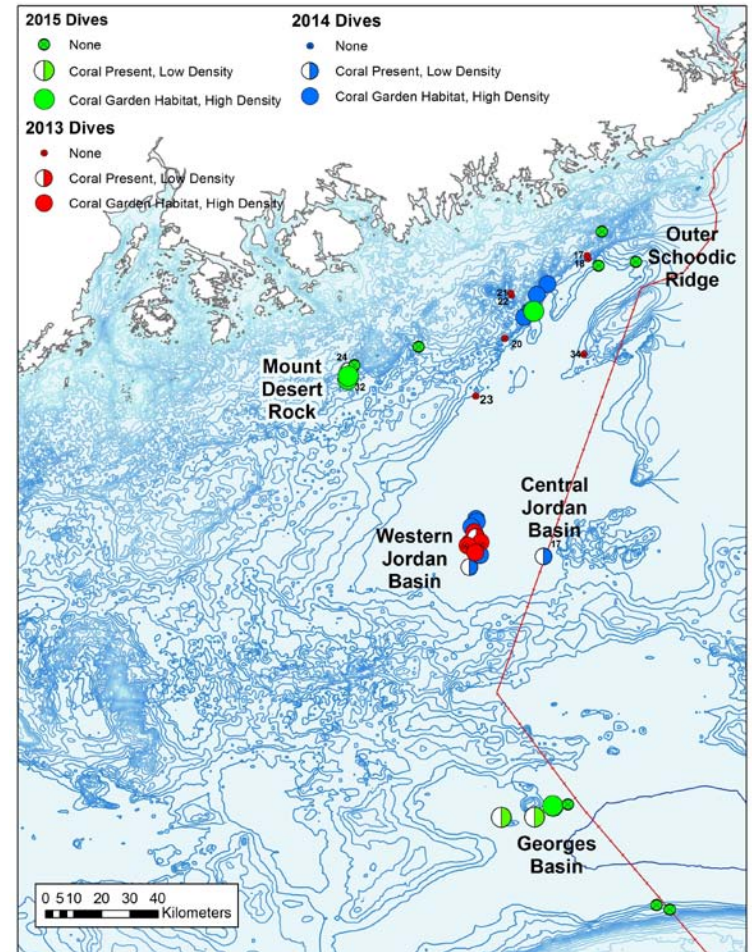 2015 Dives
None
Coral Present, Low Density
Coral Garden Habitat, High Density
2014 Dives
None
Coral Present, Low Density
Coral Garden Habitat, High Density
2013 Dives
None
Coral Present, Low Density
Coral Garden Habitat, High Density
Outer
Schoodic
Ridge
17
18
21
22
20
34
24
32
Mount
Desert
Rock
23
Central
Jordan
Basin
17
Western
Jordan
Basin
Georges
Basin
0 5 10 20 30 40
Kilometers